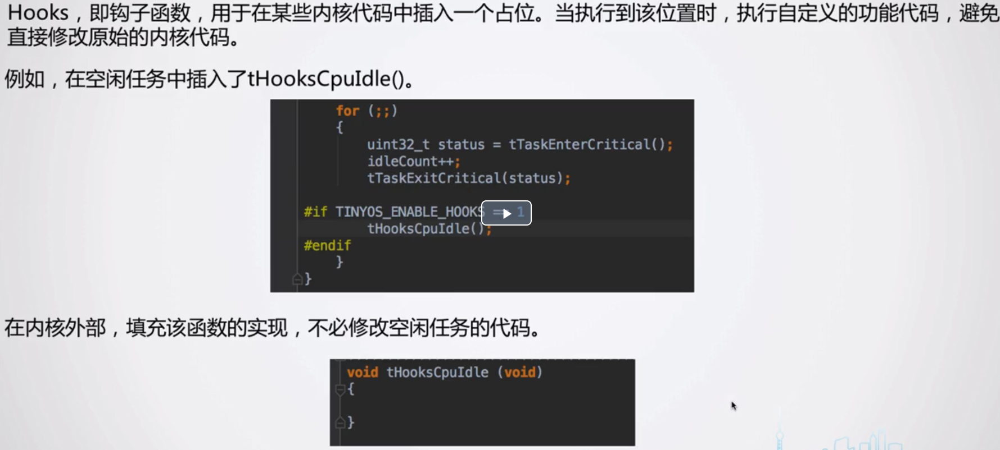 Hooks，即钩子函数，用于在某些内核代码中插入一个占位。当执行到该位置时，执行自定义的功能代码，避免
直接修改原始的内核代码。
例如，在空闲任务中插入了tHooksCpuIdle()。
for (;;)
{
uint32_t status = tTaskEnterCritical();
idleCount++;
tTaskExitCritical(status);
#if TINYOS_ENABLE_HOOKS == 1
tHooksCpuIdle();
#endif
}
}
在内核外部，填充该函数的实现，不必修改空闲任务的代码。
void tHooksCpuIdle (void)
{
}